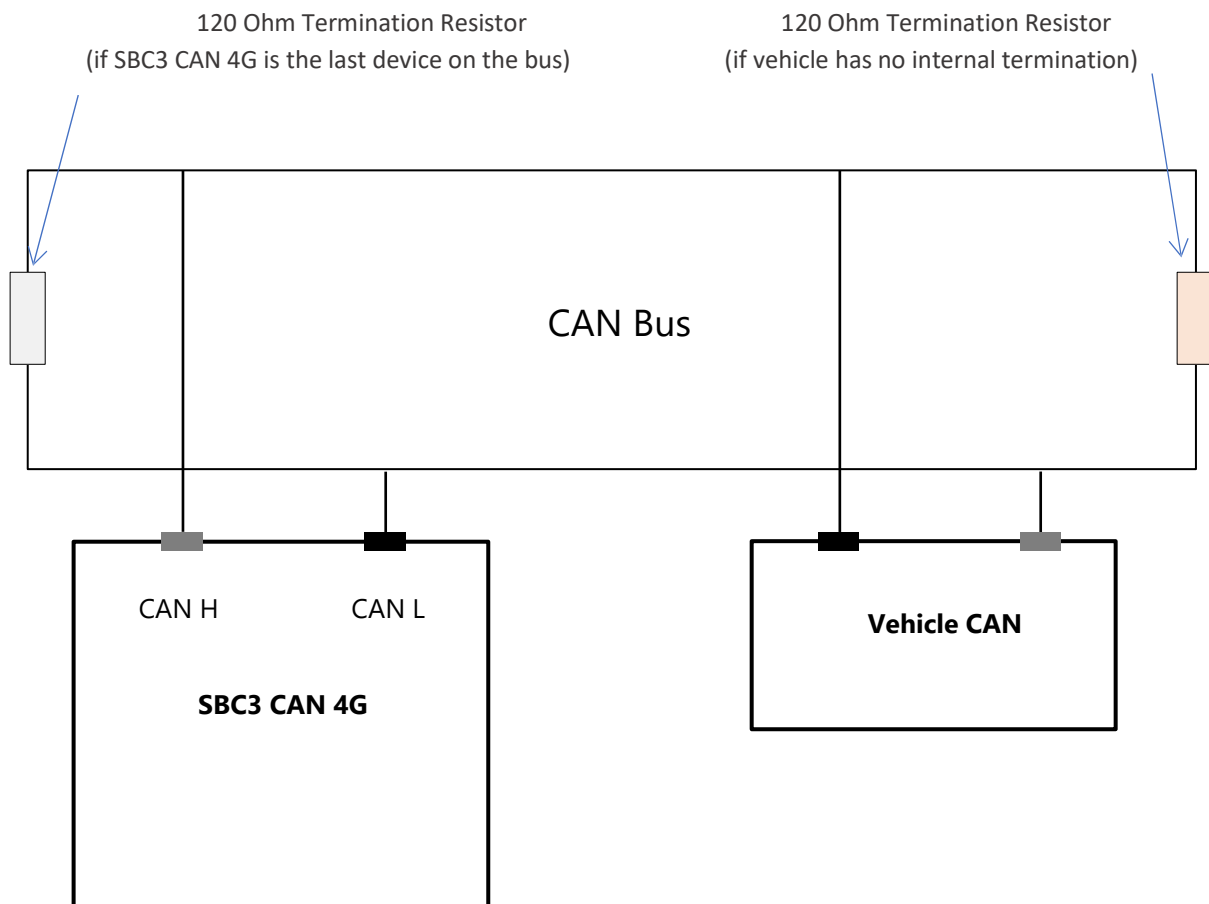 120 Ohm Termination Resistor
(if SBC3 CAN 4G is the last device on the bus)
120 Ohm Termination Resistor
(if vehicle has no internal termination)
CAN Bus
CAN H
CAN L
SBC3 CAN 4G
Vehicle CAN